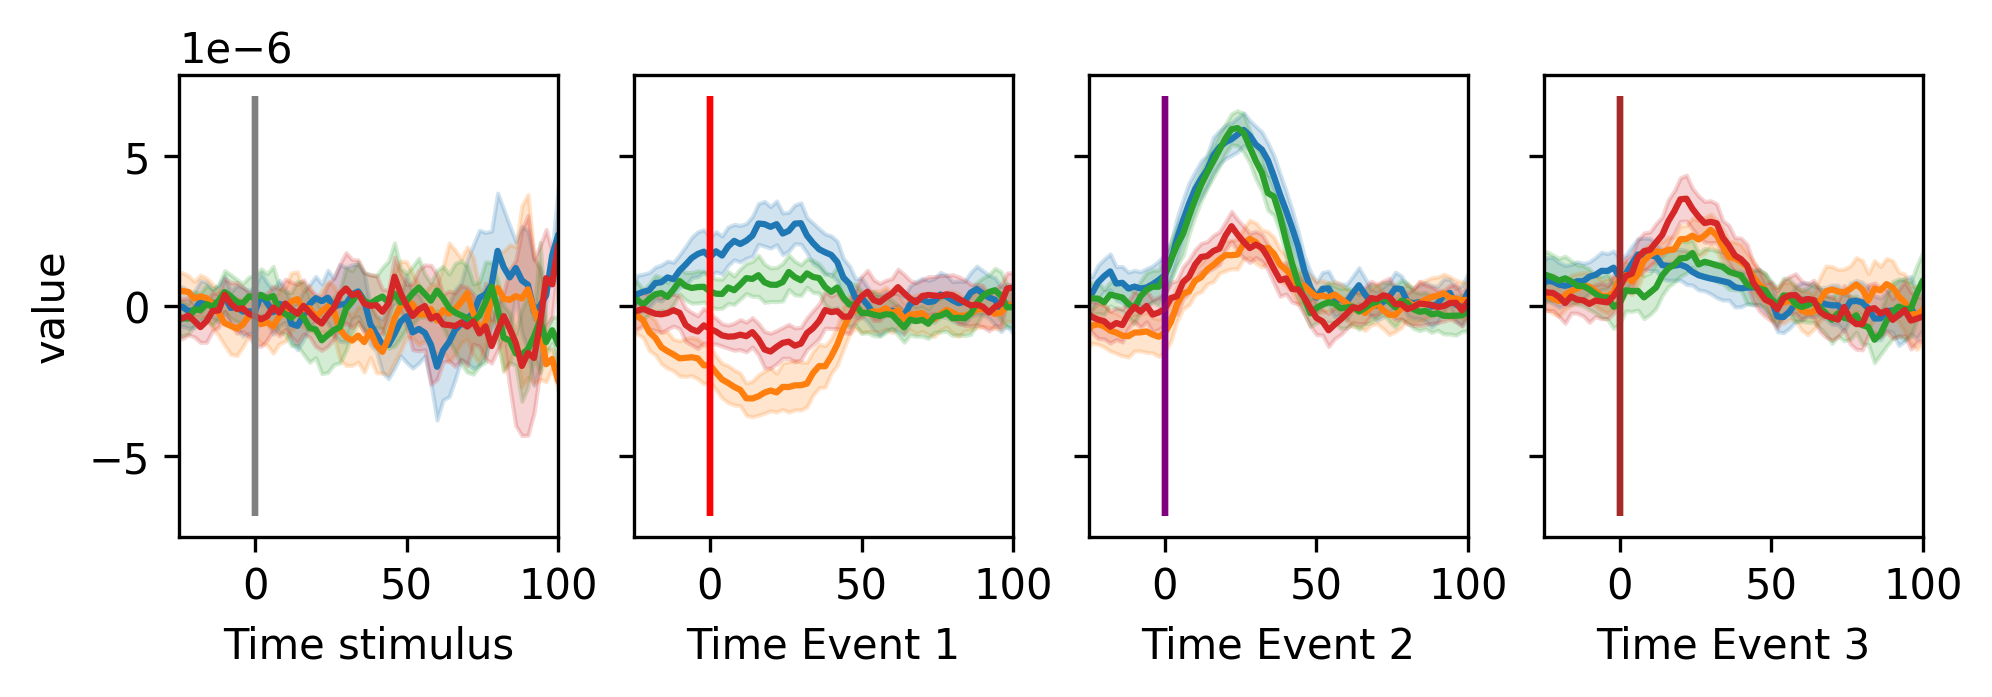 1e−6
value
5
0
−5
0 50 100
0 50 100
0 50 100
0 50 100
Time stimulus
Time Event 1
Time Event 2
Time Event 3